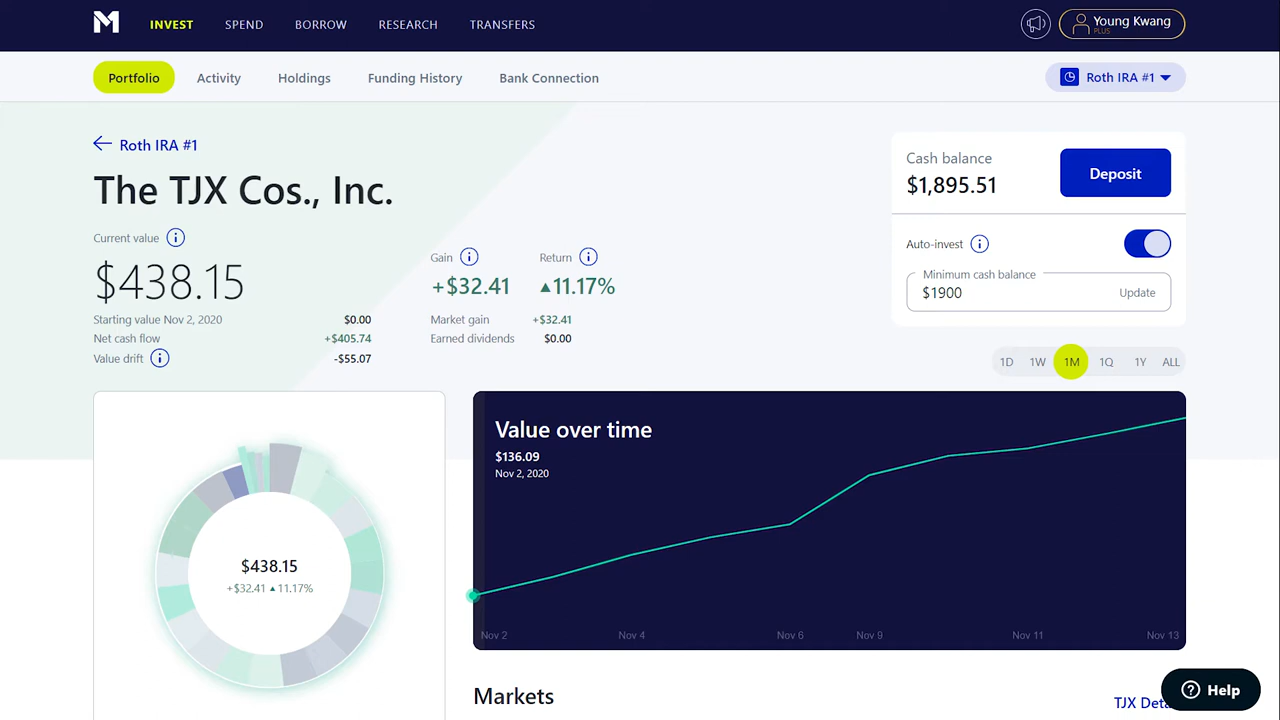 INVEST SPEND BORROW RESEARCH TRANSFERS
Young Kwang
PLUS
Portfolio Activity Holdings Funding History Bank Connection
Roth IRA #1
Roth IRA #1
The TJX Cos., Inc.
Current value
$438.15
Starting value Nov 2, 2020 $0.00
Net cash flow +$405.74
Value drift -$55.07
Gain
+$32.41
Return
▲11.17%
Market gain +$32.41
Earned dividends $0.00
Cash balance
$1,895.51
Deposit
Auto-invest
Minimum cash balance
$1900 Update
1D 1W 1M 1Q 1Y ALL
$438.15
+$32.41 ▲ 11.17%
Value over time
$136.09
Nov 2, 2020
Nov 2 Nov 4 Nov 6 Nov 9 Nov 11 Nov 13
Markets
TJX
Help